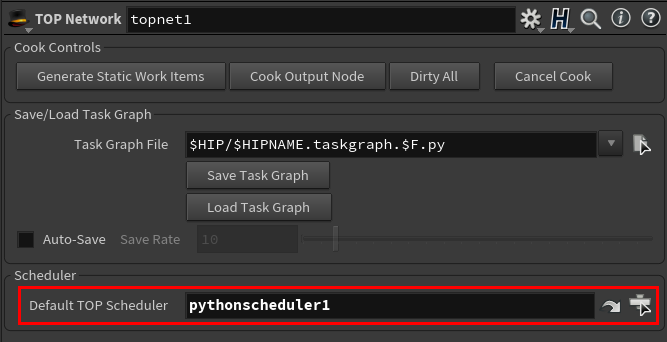 TOP Network topnet1
Cook Controls
Generate Static Work Items Cook Output Node Dirty All Cancel Cook
Save/Load Task Graph
Task Graph File $HIP/$HIPNAME.taskgraph.$F.py
Save Task Graph
Load Task Graph
Auto-Save Save Rate 10
Scheduler
Default TOP Scheduler pythonscheduler1